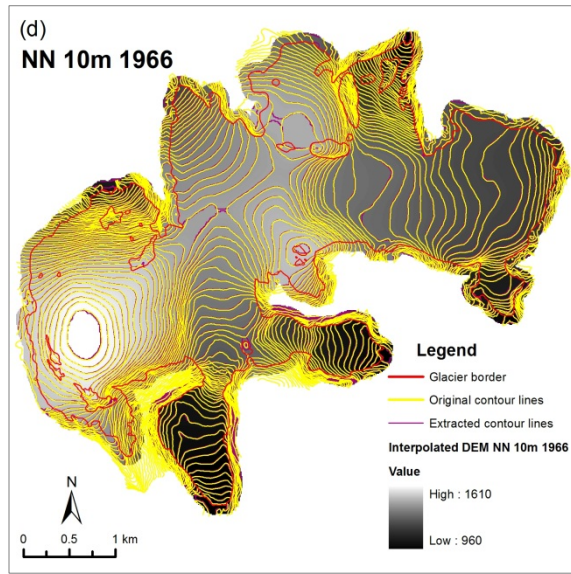 (d)
NN 10m 1966
Legend
Glacier border
Original contour lines
Extracted contour lines
Interpolated DEM NN 10m 1966
Value
High : 1610
Low : 960
N
0 0.5 1 km